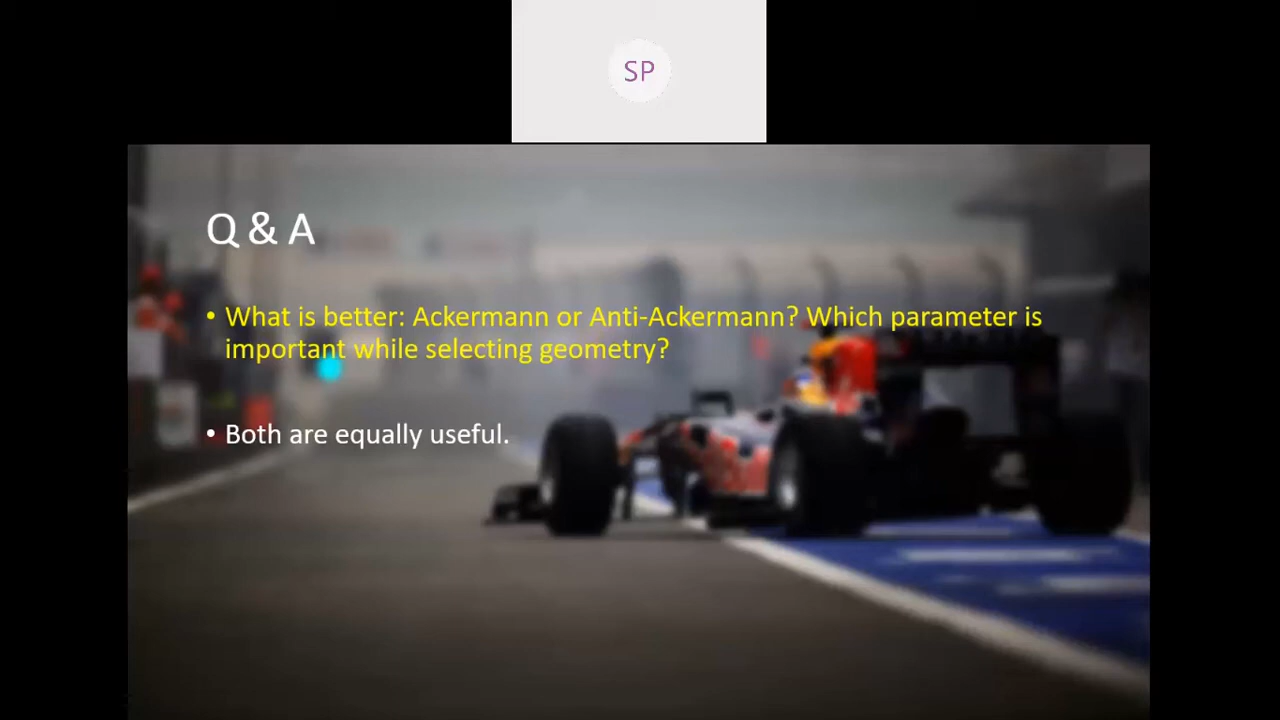 SP
Q & A
• What is better: Ackermann or Anti-Ackermann? Which parameter is
important while selecting geometry?
• Both are equally useful.